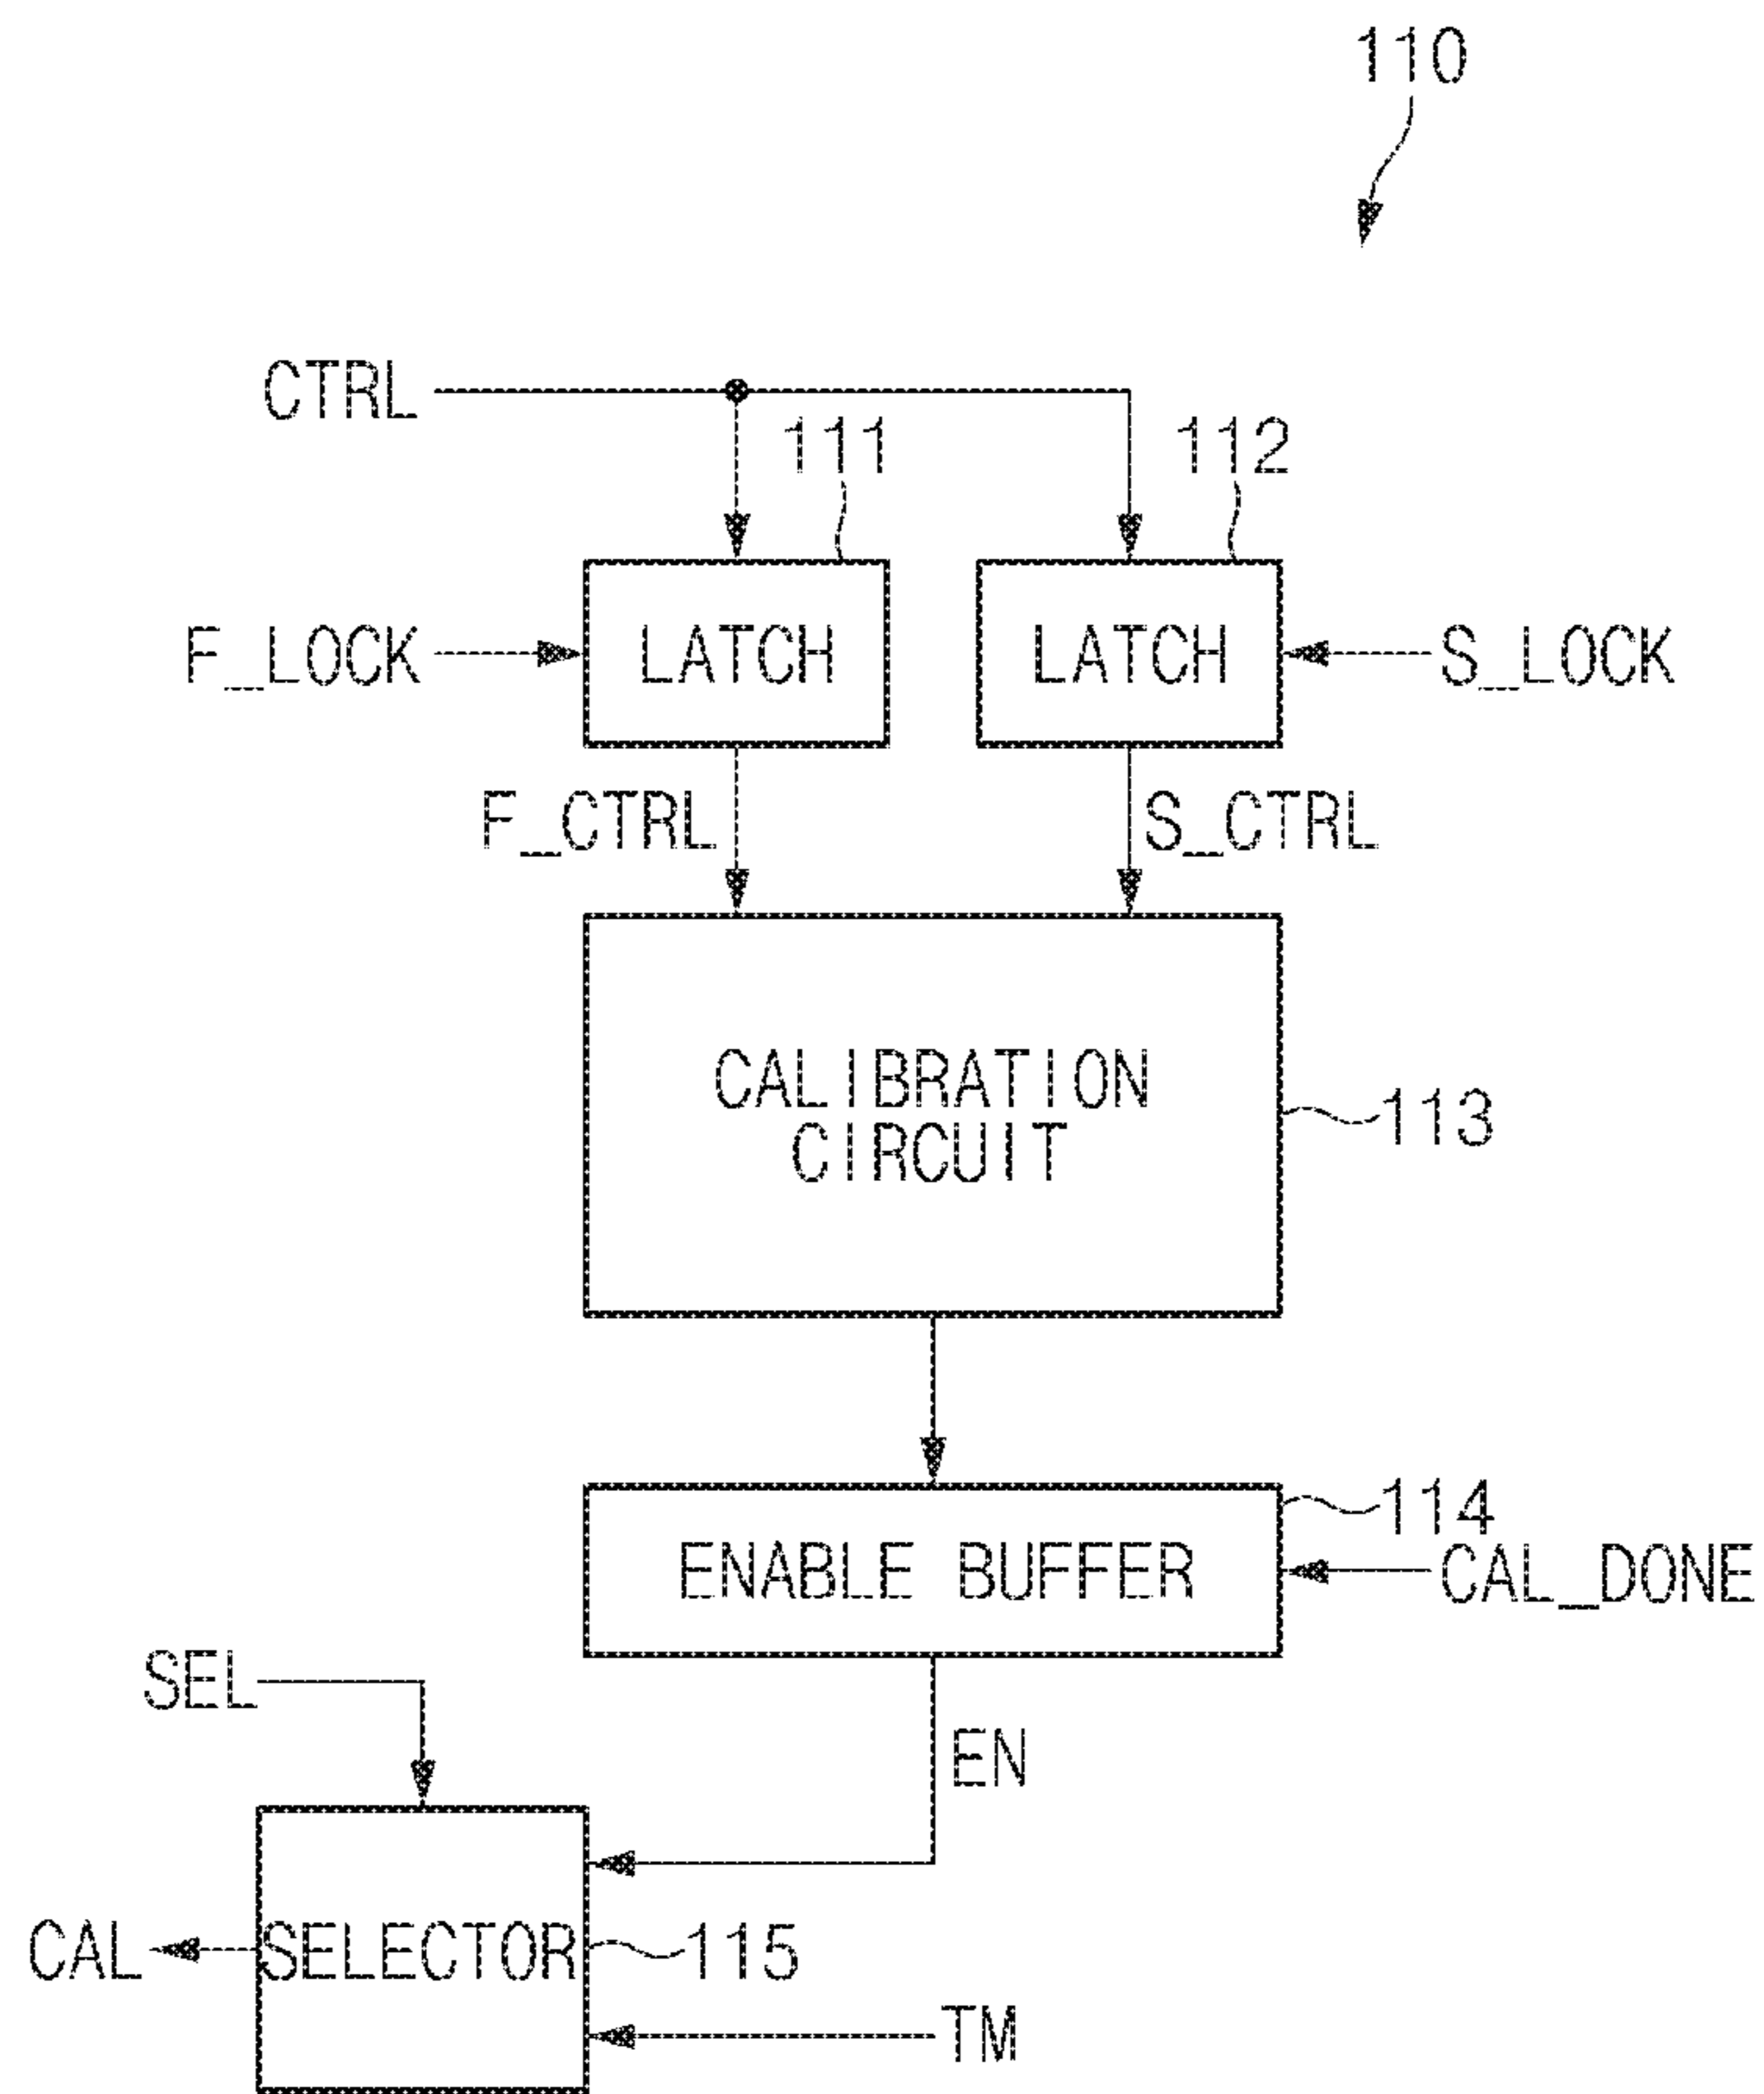 110
CTRL
111
112
F_LOCK
LATCH
LATCH
S_LOCK
F_CTRL
S_CTRL
CALIBRATION
CIRCUIT
113
114
ENABLE BUFFER
CAL_DONE
SEL
EN
CAL
SELECTOR
115
TM